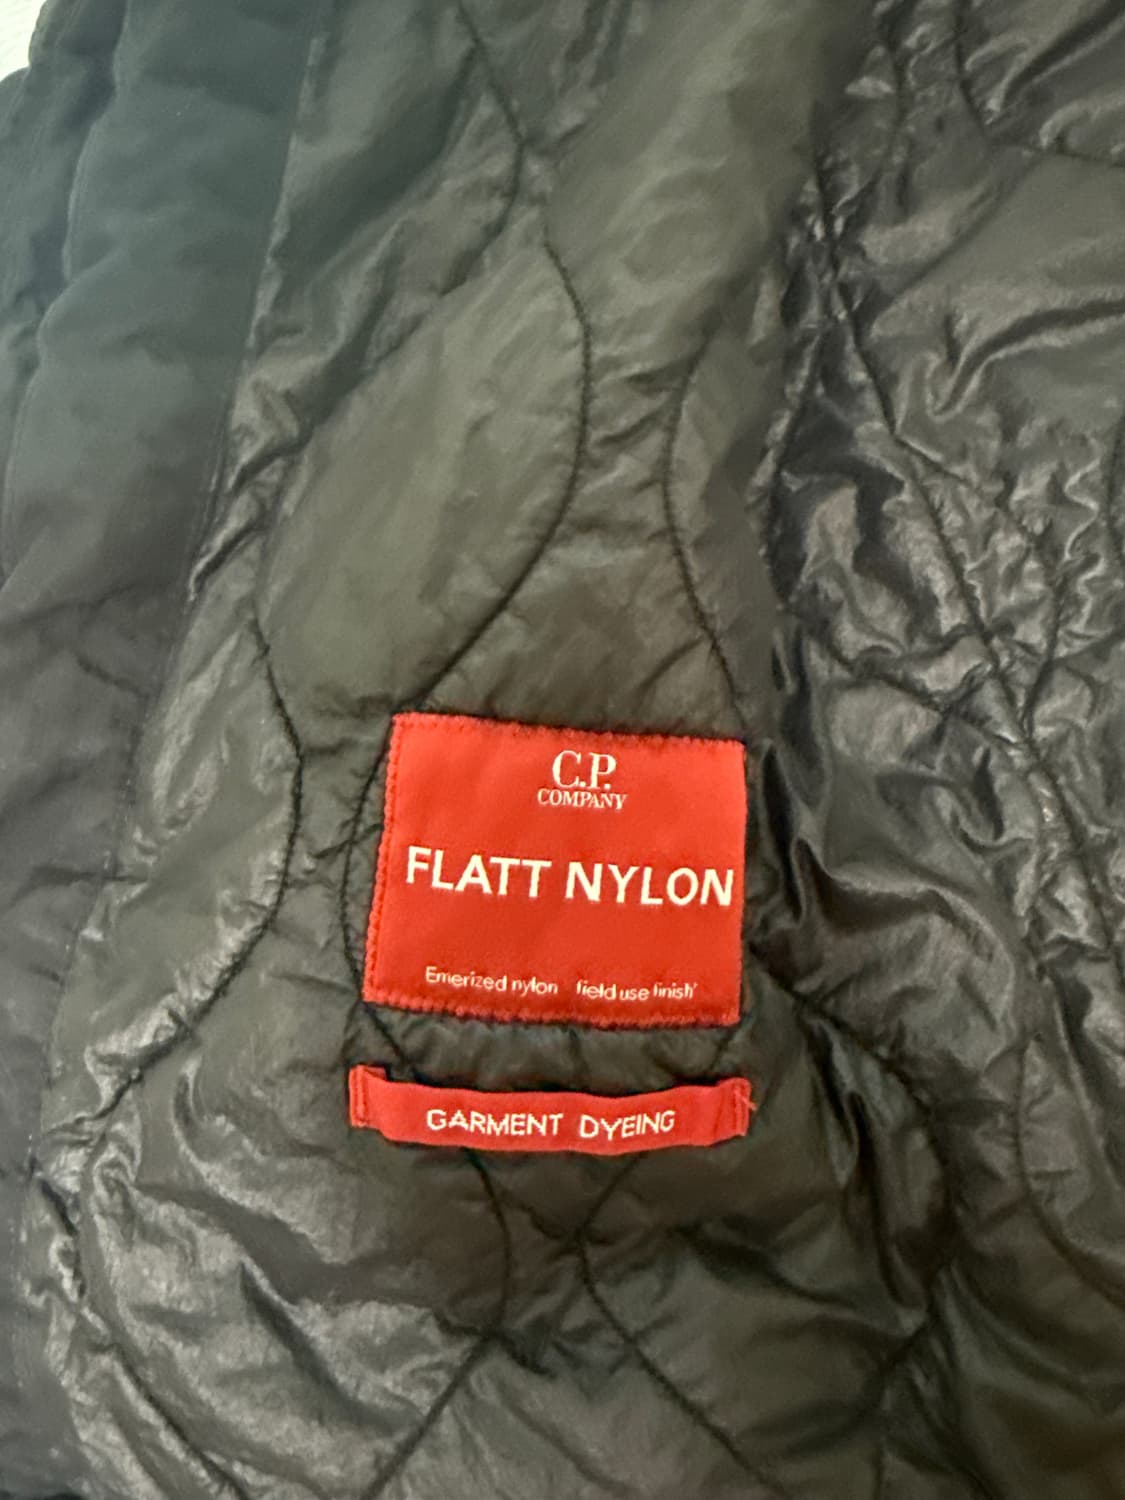 C.P.
COMPANY
FLATT NYLON
Emerized nylon field use finish'
GARMENT DYEING